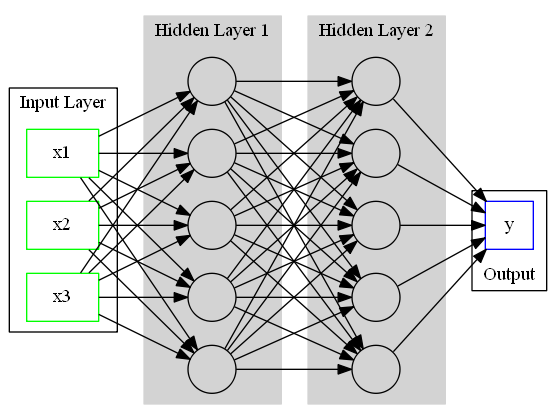 Hidden Layer 1
Hidden Layer 2
Input Layer
x1
x2
x3
y
Output